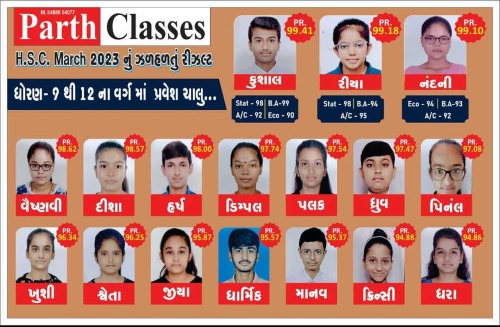 M. 84889 04077
Parth Classes
H.S.C. March 2023 નું ઝળહળતું રીઝલ્ટ
ધોરણ- 9 થી 12 ના વર્ગ માં પ્રવેશ ચાલુ...
PR. 99.41
કુશાલ
Stat - 98 B.A-99
A/C - 92 Eco - 90
PR. 99.18
રીયા
Stat - 98 B.A-94
A/C - 95
PR. 99.10
નંદની
Eco - 94 B.A-93
A/C - 92
PR. 98.62
વૈષ્ણવી
PR. 98.57
દીશા
PR. 98.00
હર્ષ
PR. 97.74
ડિમ્પલ
PR. 97.54
પલક
PR. 97.47
ધ્રુવ
PR. 97.08
પિનંલ
PR. 96.34
ખુશી
PR. 96.25
શ્વેતા
PR. 95.87
જીયા
PR. 95.57
ધાર્મિક
PR. 95.37
માનવ
PR. 94.88
ક્રિન્સી
PR. 94.86
ધરા